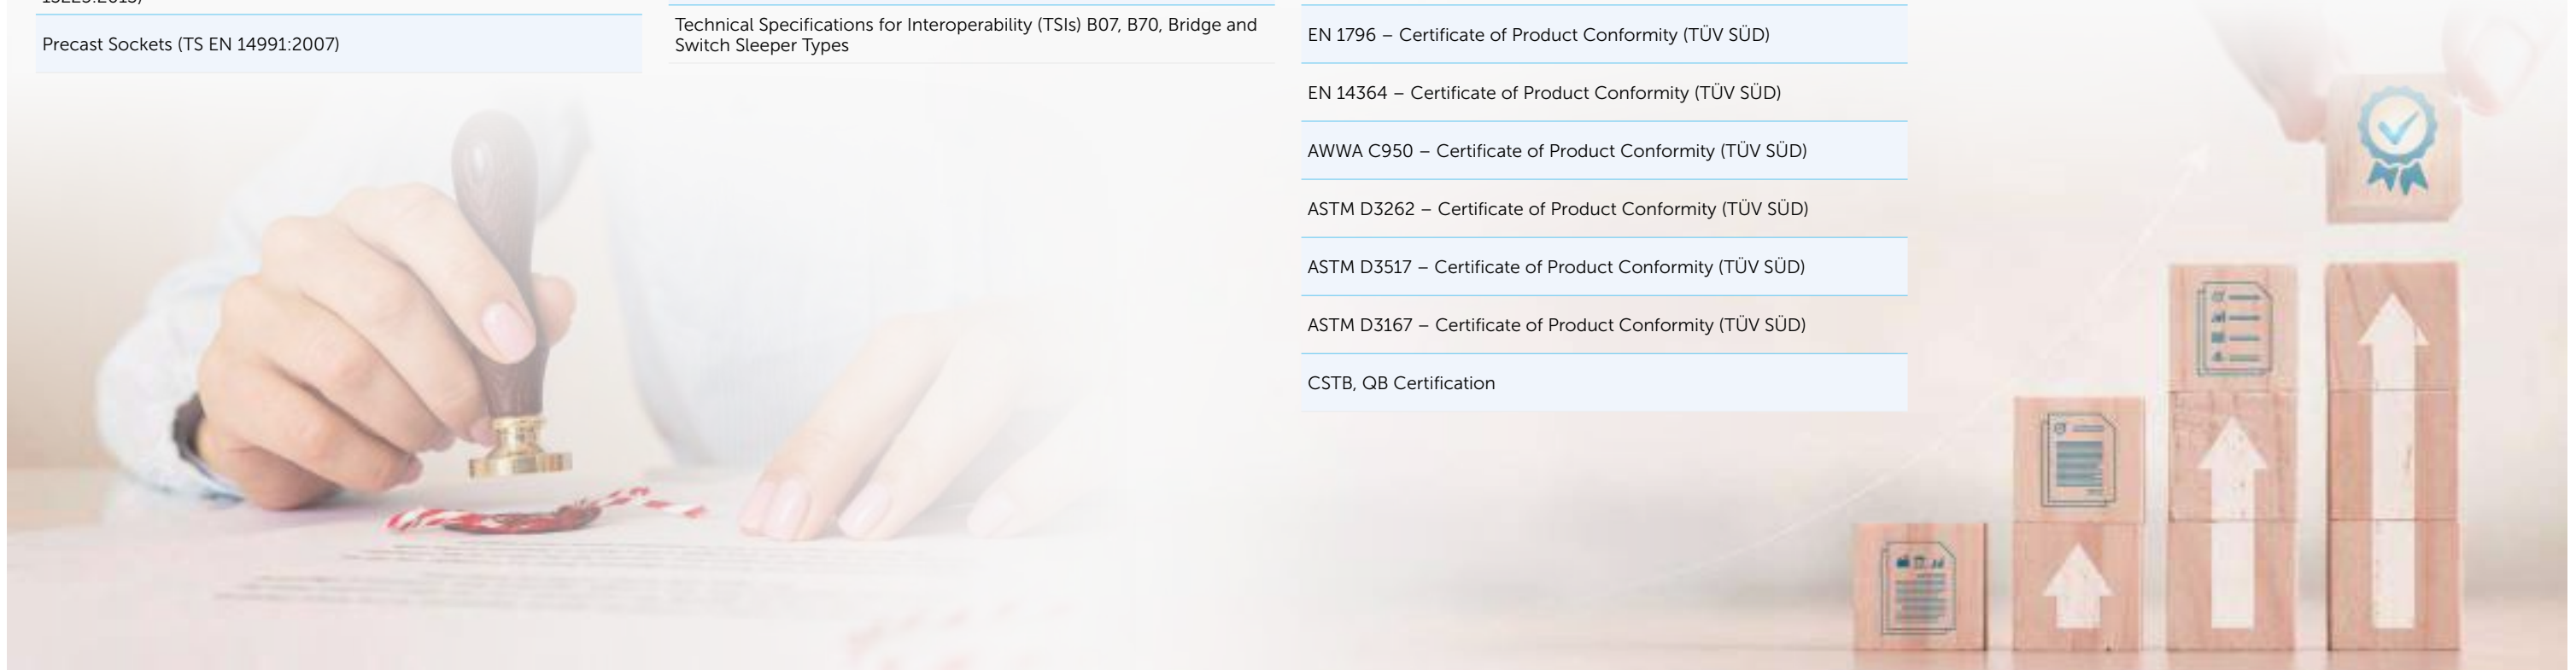 Precast Sockets (TS EN 14991:2007)
Technical Specifications for Interoperability (TSIs) B07, B70, Bridge and
Switch Sleeper Types
EN 1796 – Certificate of Product Conformity (TÜV SÜD)
EN 14364 – Certificate of Product Conformity (TÜV SÜD)
AWWA C950 – Certificate of Product Conformity (TÜV SÜD)
ASTM D3262 – Certificate of Product Conformity (TÜV SÜD)
ASTM D3517 – Certificate of Product Conformity (TÜV SÜD)
ASTM D3167 – Certificate of Product Conformity (TÜV SÜD)
CSTB, QB Certification